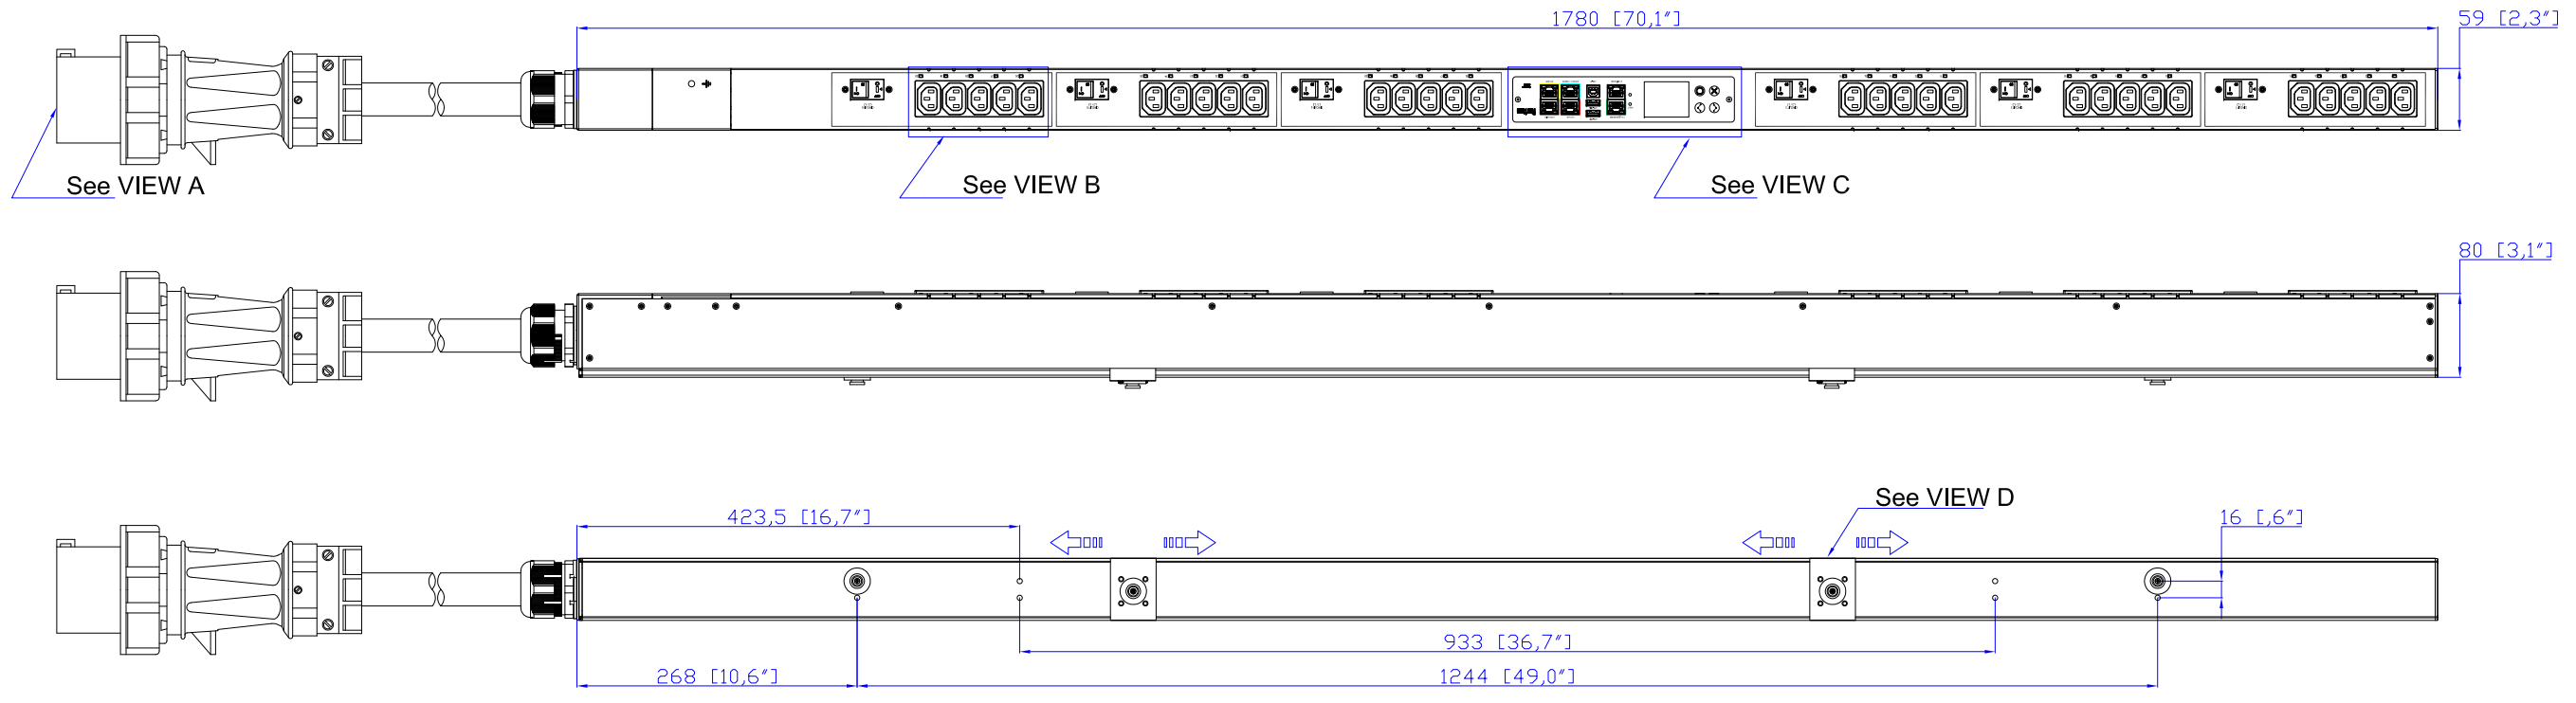 1780 [70,1"]
59 [2,3"]
See VIEW A
See VIEW B
See VIEW C
80 [3,1"]
See VIEW D
423,5 [16,7"]
16 [,6"]
933 [36,7"]
268 [10,6"]
1244 [49,0"]